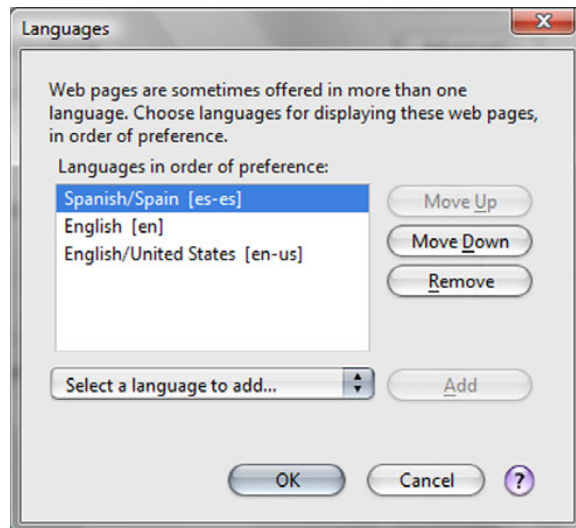 Languages
Web pages are sometimes offered in more than one
language. Choose languages for displaying these web pages,
in order of preference.
Languages in order of preference:
Spanish/Spain [es-es]
English [en]
English/United States [en-us]
Move Up
Move Down
Remove
Select a language to add...
Add
OK
Cancel
?